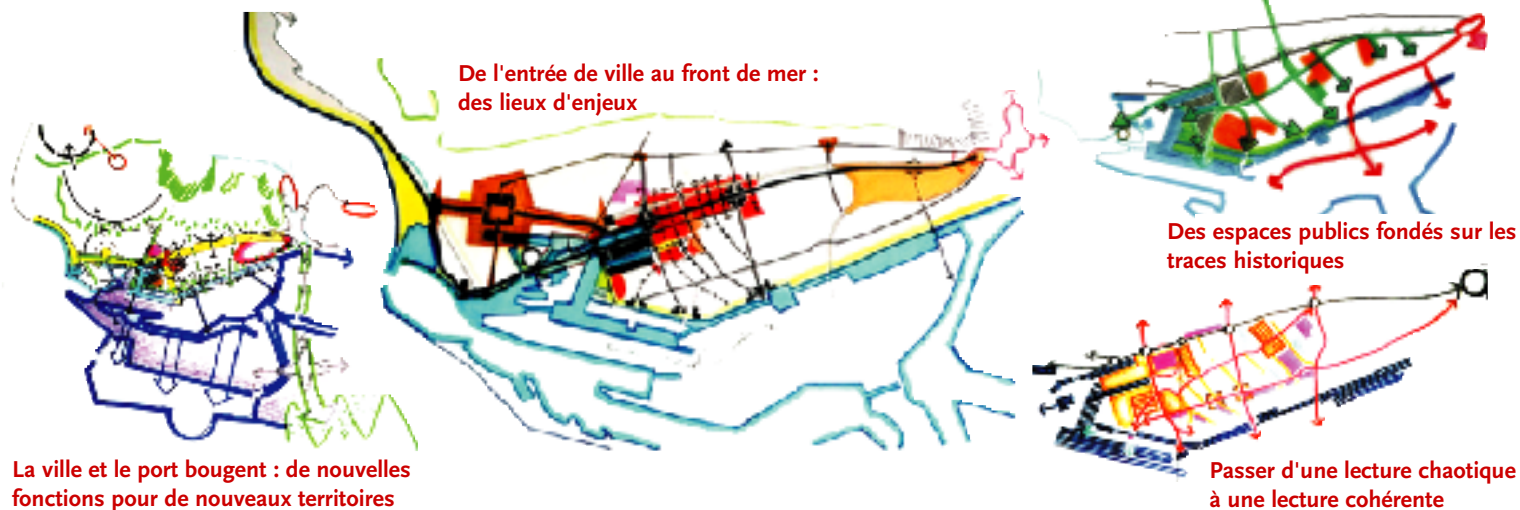 De l'entrée de ville au front de mer :
des lieux d'enjeux
Des espaces publics fondés sur les
traces historiques
La ville et le port bougent : de nouvelles
fonctions pour de nouveaux territoires
Passer d'une lecture chaotique
à une lecture cohérente